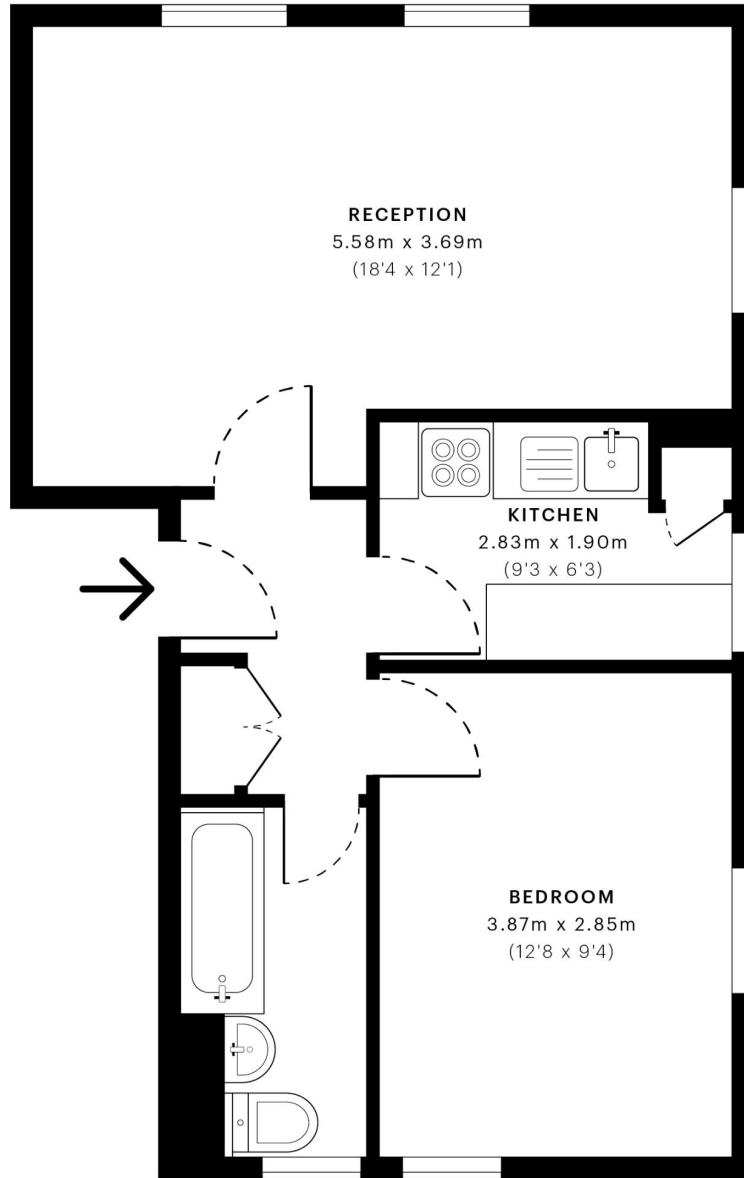 RECEPTION
5.58m x 3.69m
(18'4 x 12'1)
KITCHEN
2.83m x 1.90m
(9'3 x 6'3)
BEDROOM
3.87m x 2.85m
(12'8 x 9'4)